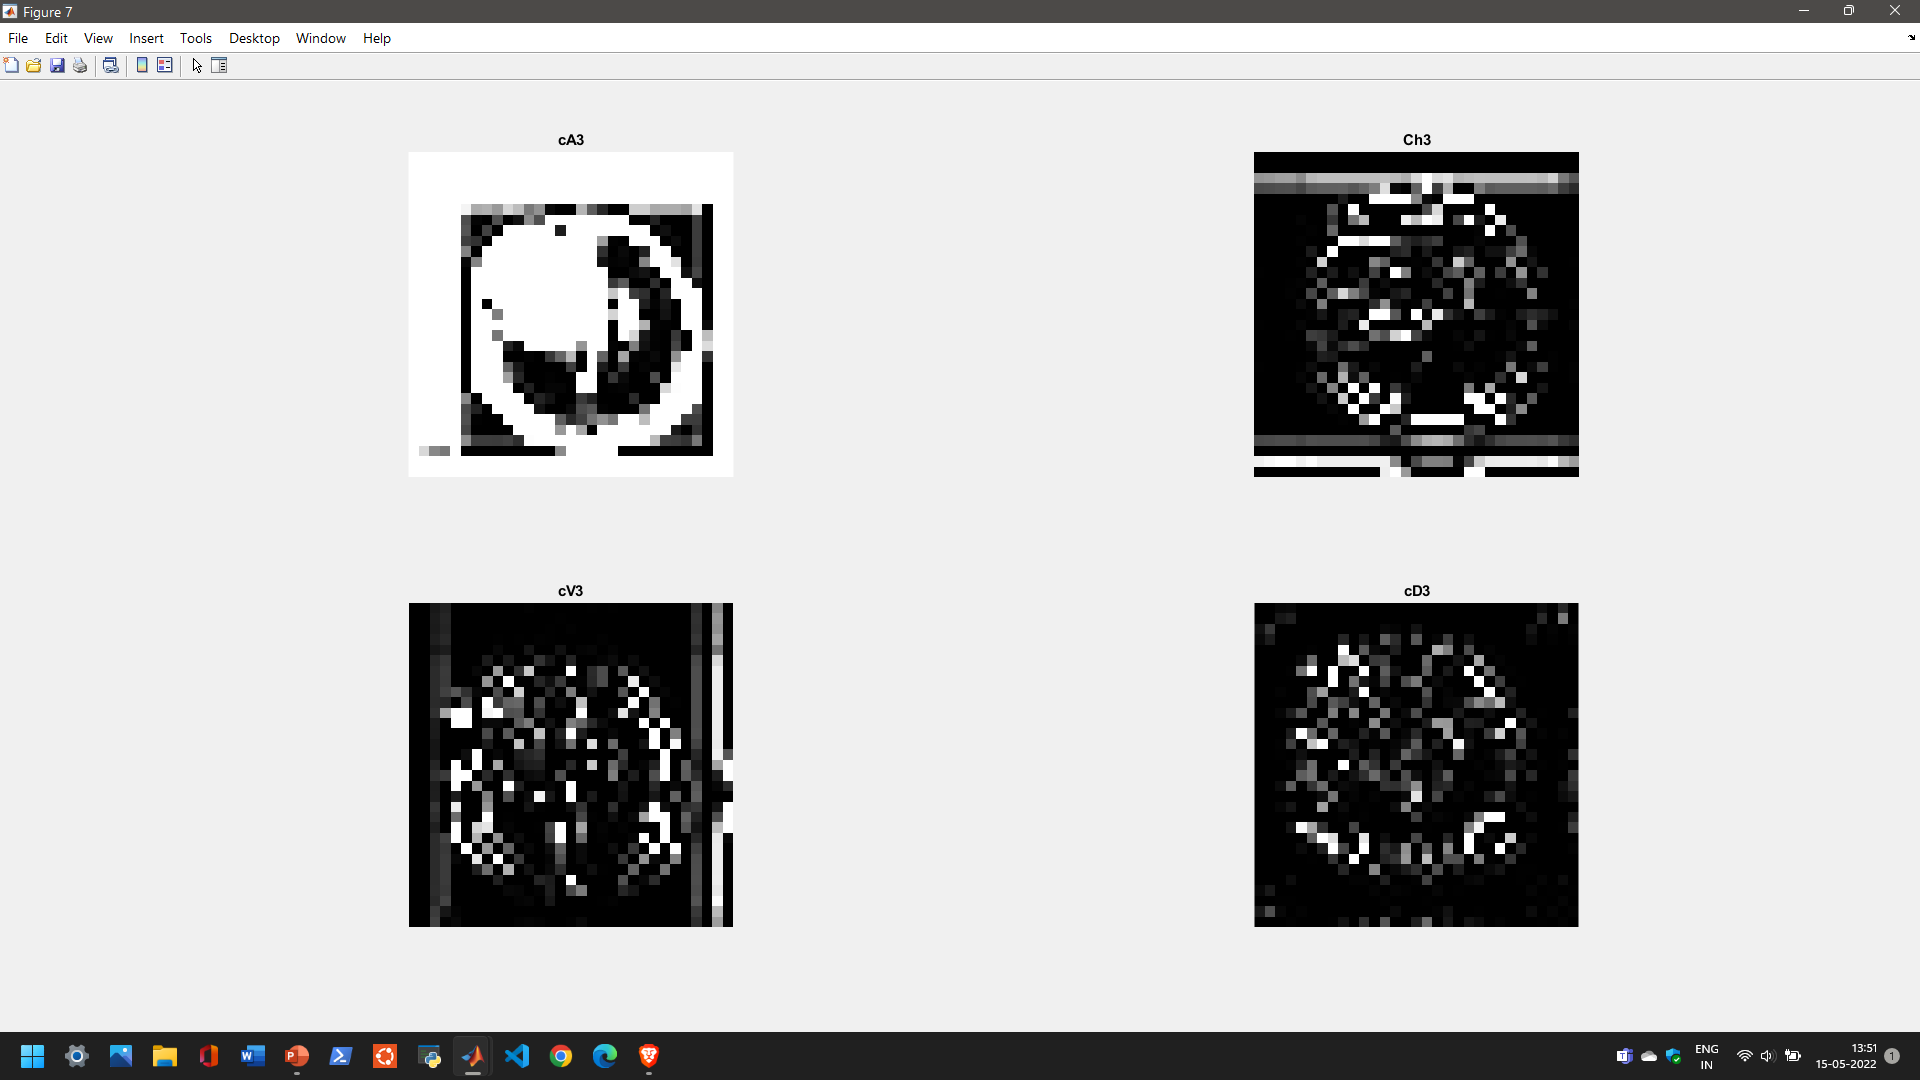 Figure 7
File Edit View Insert Tools Desktop Window Help
cA3
Ch3
cV3
cD3
ENG
IN
13:51
15-05-2022
1